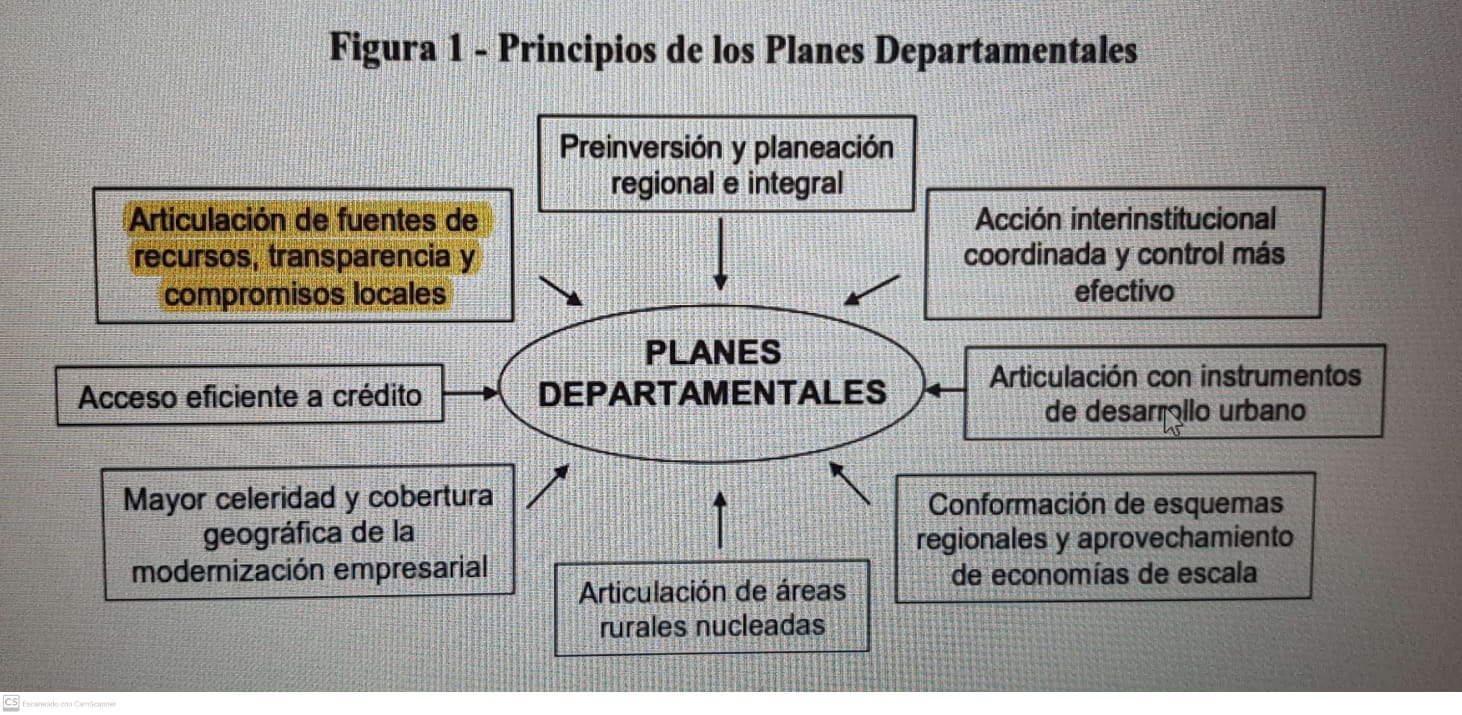 Figura 1 - Principios de los Planes Departamentales
Preinversión y planeación
regional e integral
Articulación de fuentes de
recursos, transparencia y
compromisos locales
Acción interinstitucional
coordinada y control más
efectivo
PLANES
DEPARTAMENTALES
Acceso eficiente a crédito
Articulación con instrumentos
de desarrollo urbano
Mayor celeridad y cobertura
geográfica de la
modernización empresarial
Conformación de esquemas
regionales y aprovechamiento
de economías de escala
Articulación de áreas
rurales nucleadas
CS Escaneado con CamScanner